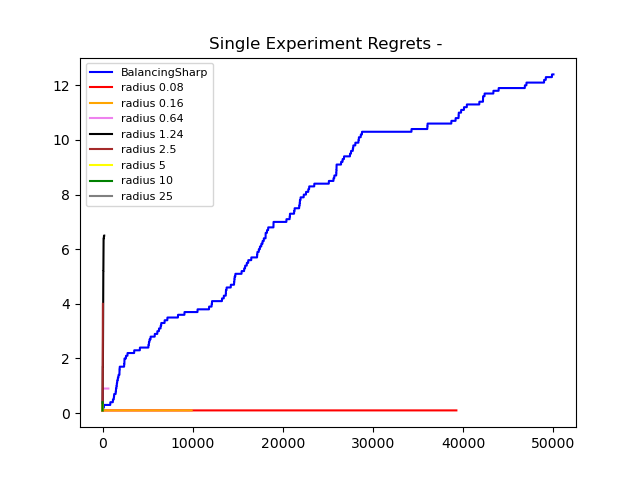 Single Experiment Regrets -
BalancingSharp
radius 0.08
radius 0.16
radius 0.64
radius 1.24
radius 2.5
radius 5
radius 10
radius 25
12
10
8
6
4
2
0
0 10000 20000 30000 40000 50000